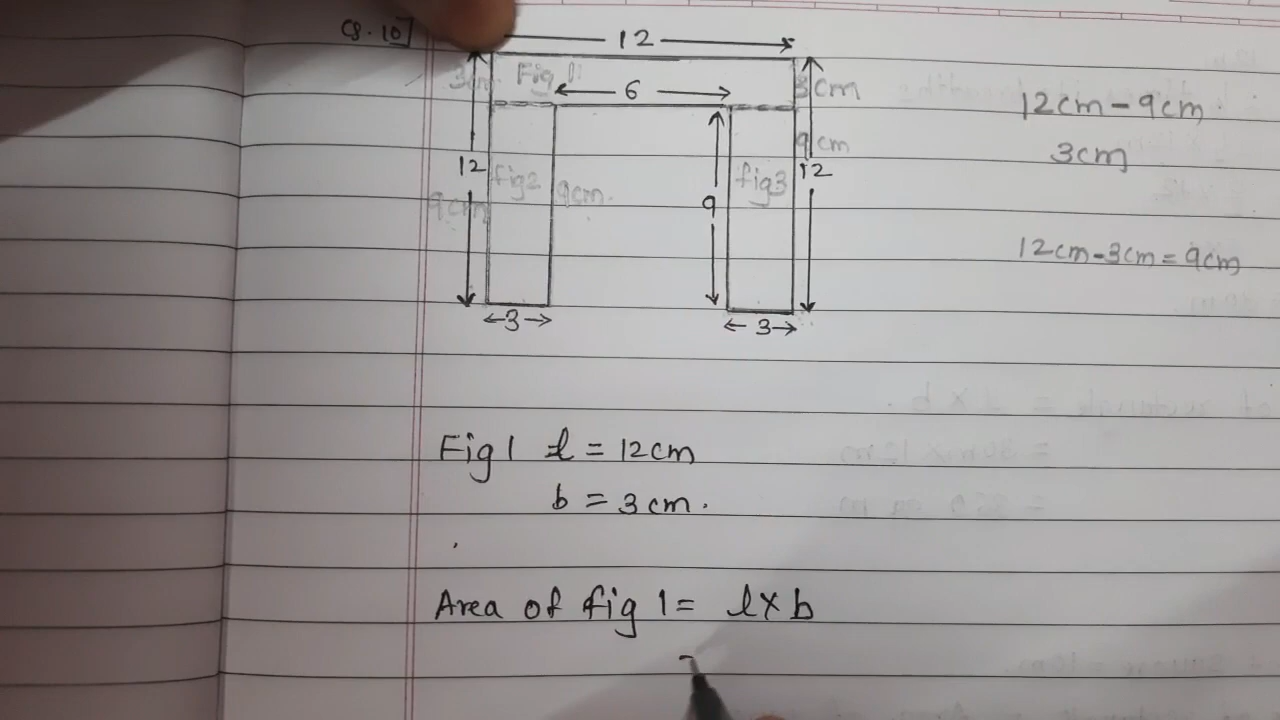 (8.10]
12
3cm Fig 1 6 3cm
12cm - 9cm
3cm
9cm
12 fig2 9cm. 9 fig3 12
9cm
12cm - 3cm = 9cm
3 3
Fig 1 l = 12cm
b = 3cm.
Area of fig 1 = l x b